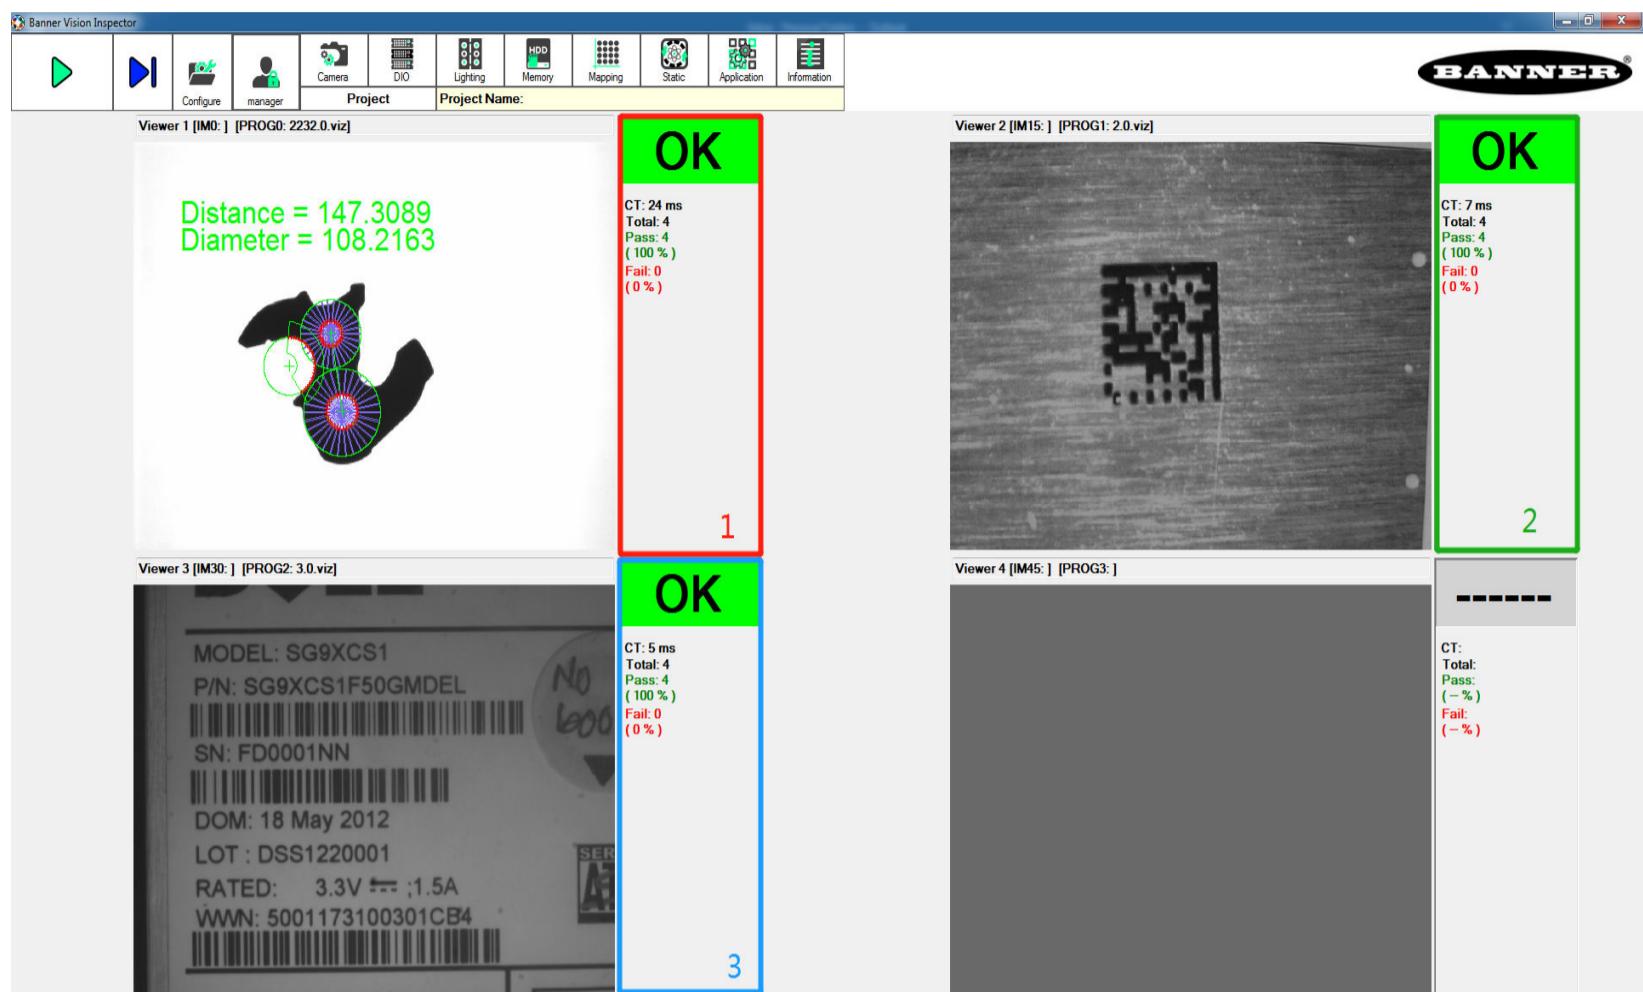 Banner Vision Inspector
Configure
manager
Camera
DIO
Lighting
HDD
Memory
Mapping
Static
Application
Information
Project
Project Name:
BANNER®
Viewer 1 [IM0: ] [PROG0: 2232.0.viz]
Distance = 147.3089
Diameter = 108.2163
OK
CT: 24 ms
Total: 4
Pass: 4
( 100 % )
Fail: 0
( 0 % )
1
Viewer 2 [IM15: ] [PROG1: 2.0.viz]
OK
CT: 7 ms
Total: 4
Pass: 4
( 100 % )
Fail: 0
( 0 % )
2
Viewer 3 [IM30: ] [PROG2: 3.0.viz]
MODEL: SG9XCS1
P/N: SG9XCS1F50GMDEL
No
SN: FD0001NN
DOM: 18 May 2012
LOT : DSS1220001
RATED: 3.3V ;1.5A
WWN: 5001173100301CB4
SER
OK
CT: 5 ms
Total: 4
Pass: 4
( 100 % )
Fail: 0
( 0 % )
3
Viewer 4 [IM45: ] [PROG3: ]
------
CT:
Total:
Pass:
( -- % )
Fail:
( -- % )